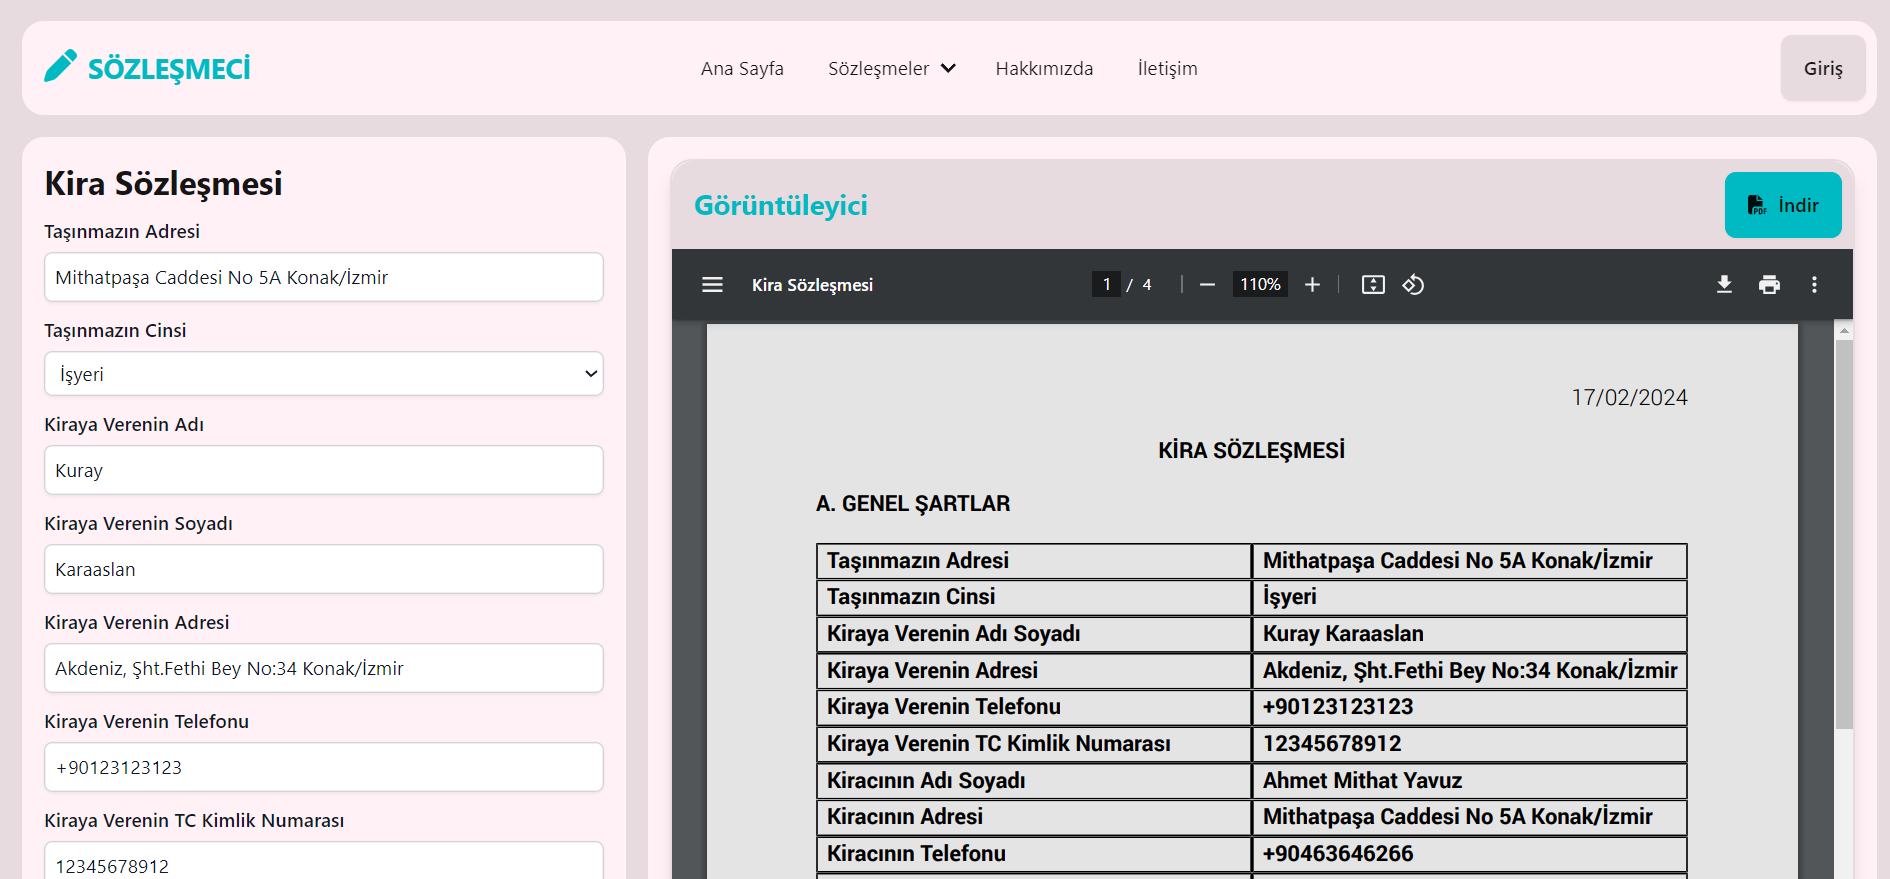 SÖZLEŞMECİ
Ana Sayfa
Sözleşmeler
Hakkımızda
İletişim
Giriş
Kira Sözleşmesi
Taşınmazın Adresi
Mithatpaşa Caddesi No 5A Konak/İzmir
Taşınmazın Cinsi
İşyeri
Kiraya Verenin Adı
Kuray
Kiraya Verenin Soyadı
Karaaslan
Kiraya Verenin Adresi
Akdeniz, Şht.Fethi Bey No:34 Konak/İzmir
Kiraya Verenin Telefonu
+90123123123
Kiraya Verenin TC Kimlik Numarası
12345678912
Görüntüleyici
PDF İndir
Kira Sözleşmesi
1 / 4
110%
17/02/2024
KİRA SÖZLEŞMESİ
A. GENEL ŞARTLAR
Taşınmazın Adresi Mithatpaşa Caddesi No 5A Konak/İzmir
Taşınmazın Cinsi İşyeri
Kiraya Verenin Adı Soyadı Kuray Karaaslan
Kiraya Verenin Adresi Akdeniz, Şht.Fethi Bey No:34 Konak/İzmir
Kiraya Verenin Telefonu +90123123123
Kiraya Verenin TC Kimlik Numarası 12345678912
Kiracının Adı Soyadı Ahmet Mithat Yavuz
Kiracının Adresi Mithatpaşa Caddesi No 5A Konak/İzmir
Kiracının Telefonu +90463646266